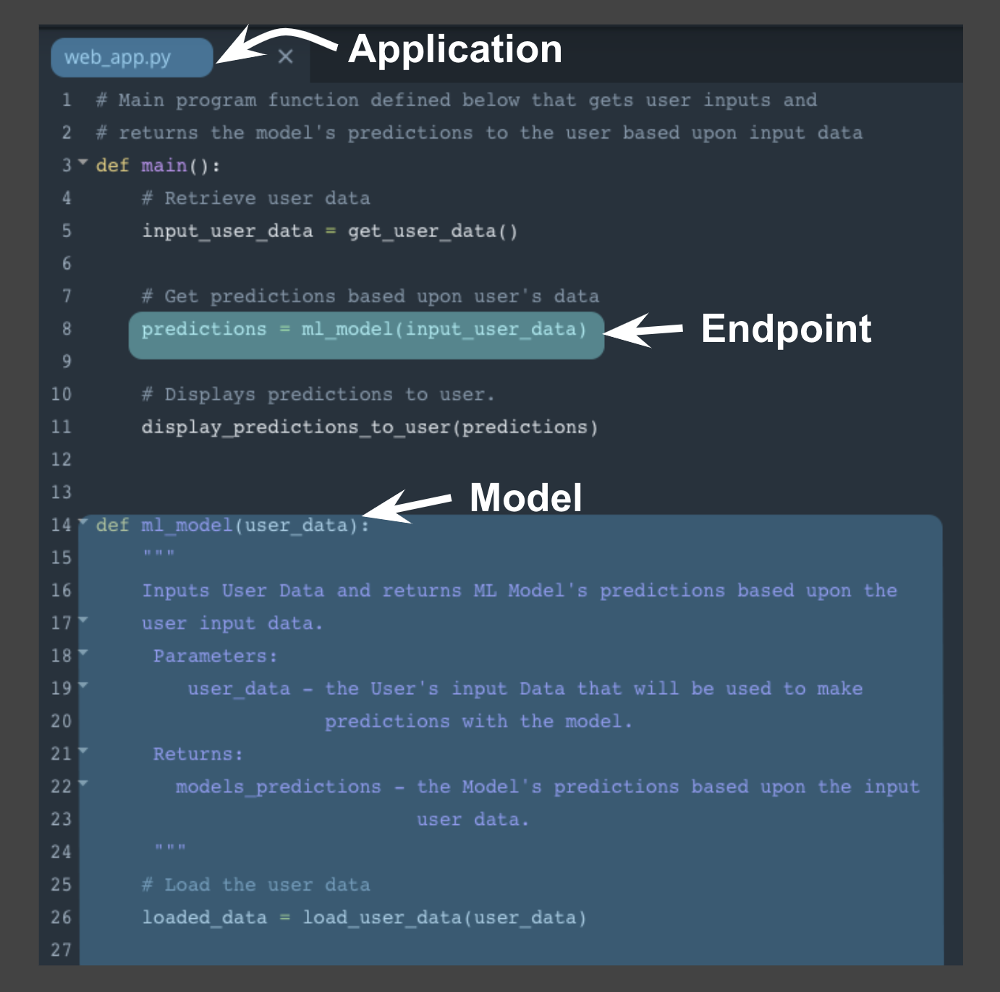 web_app.py × Application
1 # Main program function defined below that gets user inputs and
2 # returns the model's predictions to the user based upon input data
3 def main():
4 # Retrieve user data
5 input_user_data = get_user_data()
6
7 # Get predictions based upon user's data
8 predictions = ml_model(input_user_data) Endpoint
9
10 # Displays predictions to user.
11 display_predictions_to_user(predictions)
12
13 Model
14 def ml_model(user_data):
15 """
16 Inputs User Data and returns ML Model's predictions based upon the
17 user input data.
18 Parameters:
19 user_data - the User's input Data that will be used to make
20 predictions with the model.
21 Returns:
22 models_predictions - the Model's predictions based upon the input
23 user data.
24 """
25 # Load the user data
26 loaded_data = load_user_data(user_data)
27